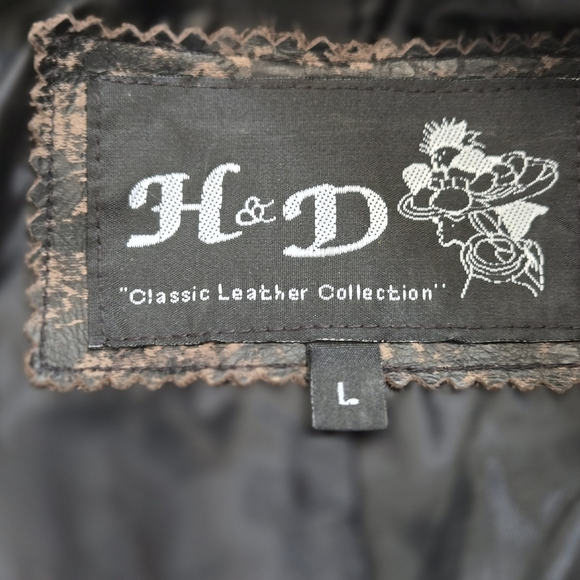 H & D
"Classic Leather Collection"
L